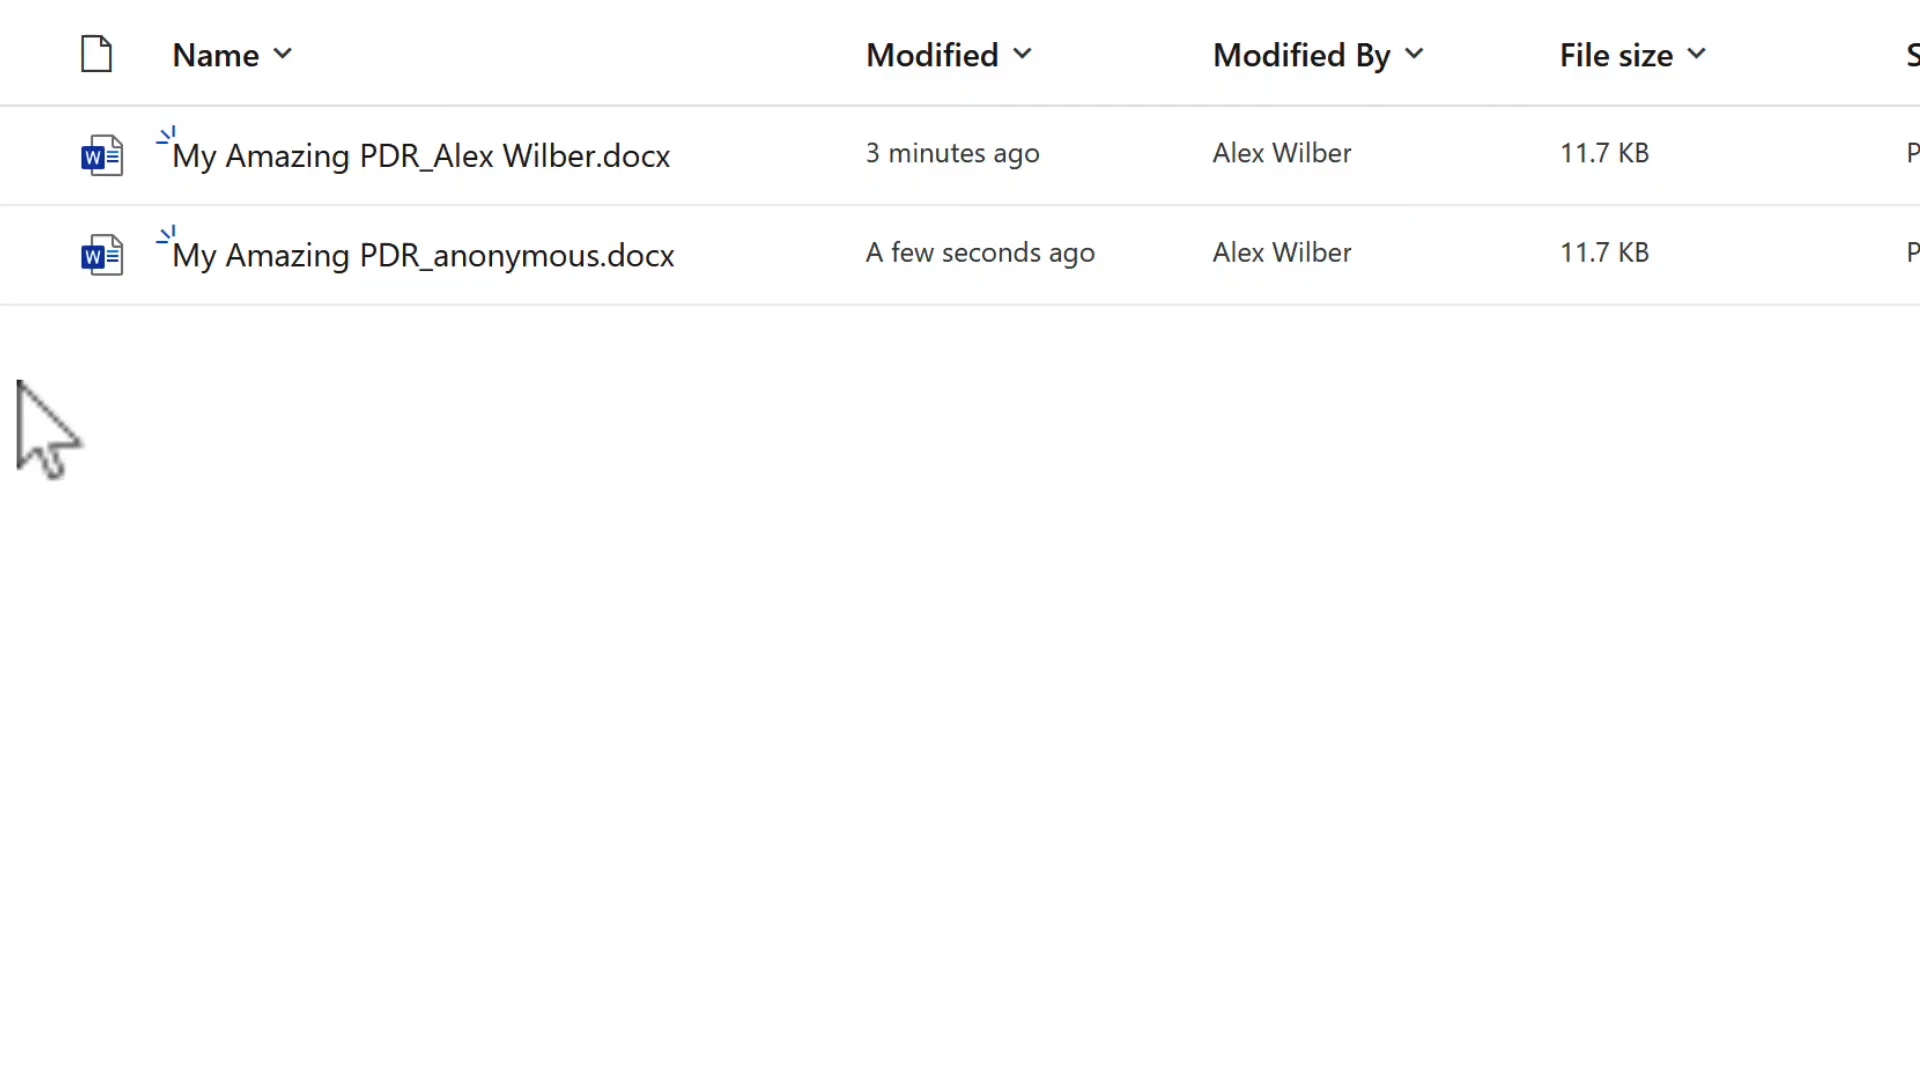 Name Modified Modified By File size S
W My Amazing PDR_Alex Wilber.docx 3 minutes ago Alex Wilber 11.7 KB P
W My Amazing PDR_anonymous.docx A few seconds ago Alex Wilber 11.7 KB P